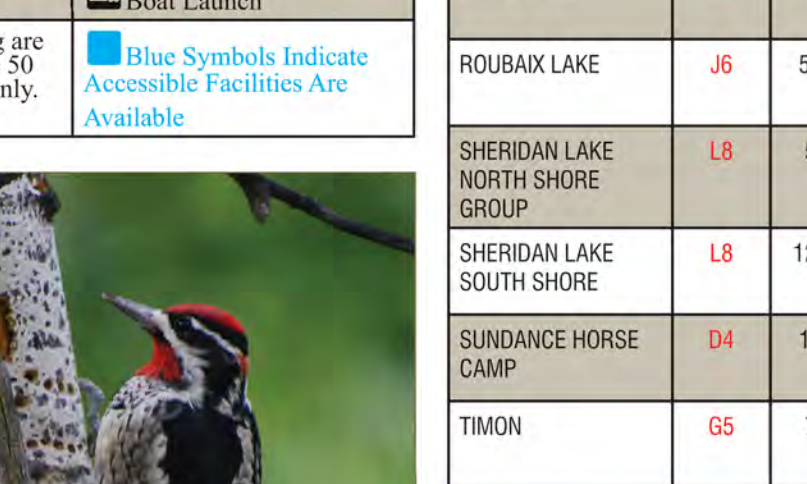 Boat Launch
are
50
only.
Blue Symbols Indicate
Accessible Facilities Are
Available
ROUBAIX LAKE J6
SHERIDAN LAKE L8
NORTH SHORE
GROUP
SHERIDAN LAKE L8
SOUTH SHORE
SUNDANCE HORSE D4
CAMP
TIMON G5